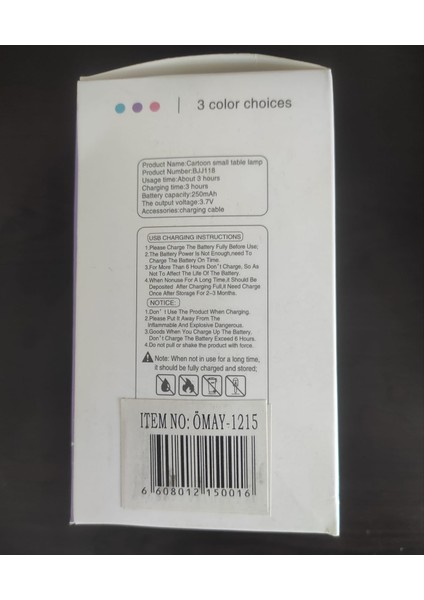 3 color choices
Product Name:Cartoon small table lamp
Product Number:BJJ118
Usage time:About 3 hours
Charging time:3 hours
Battery capacity:250mAh
The output voltage:3.7V
Accessories:charging cable
USB CHARGING INSTRUCTIONS
1.Please Charge The Battery Fully Before Use;
2.The Battery Power Is Not Enough,need To
Charge The Battery On Time.
3.For More Than 6 Hours Don't Charge, So As
Not To Affect The Life Of The Battery.
4.When Nonuse For A Long Time,It Should Be
Deposited After Charging Full,It Need Charge
Once After Storage For 2-3 Months.
NOTICE:
1.Don't Use The Product When Charging.
2.Please Put It Away From The
Inflammable And Explosive Dangerous.
3.Goods When You Charge Up The Battery,
Don't Charge The Battery Exceed 6 Hours.
4.Do not pull or shake the product with force.
Note: When not in use for a long time,
it should be fully charged and stored;
ITEM NO: ÖMAY-1215
6 608012 150016